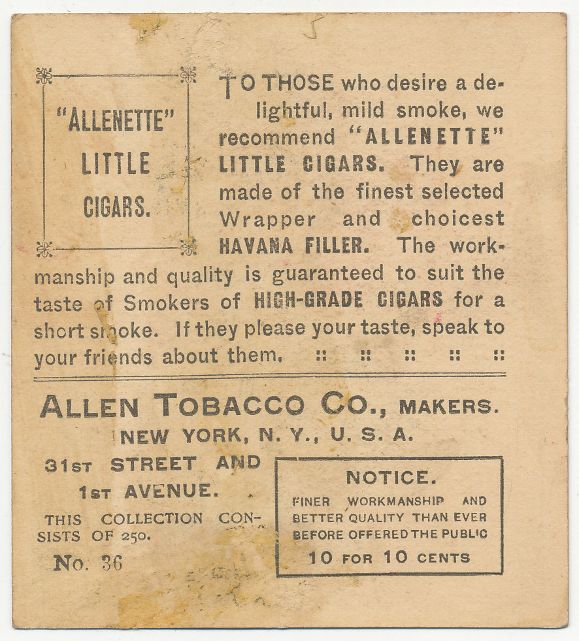 "ALLENETTE"
LITTLE
CIGARS.
TO THOSE who desire a de-
lightful, mild smoke, we
recommend "ALLENETTE"
LITTLE CIGARS. They are
made of the finest selected
Wrapper and choicest
HAVANA FILLER. The work-
manship and quality is guaranteed to suit the
taste of Smokers of HIGH-GRADE CIGARS for a
short smoke. If they please your taste, speak to
your friends about them. :: :: :: :: ::
ALLEN TOBACCO CO., MAKERS.
NEW YORK, N. Y., U. S. A.
31ST STREET AND
1ST AVENUE.
THIS COLLECTION CON-
SISTS OF 250.
No. 36
NOTICE.
FINER WORKMANSHIP AND
BETTER QUALITY THAN EVER
BEFORE OFFERED THE PUBLIC
10 FOR 10 CENTS
5